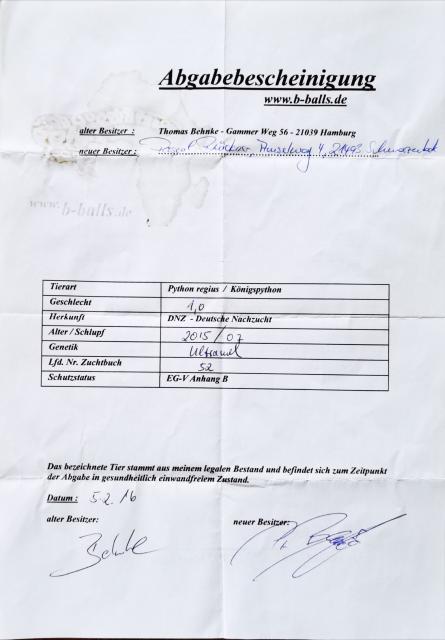 Abgabebescheinigung
www.b-balls.de
alter Besitzer : Thomas Behnke - Gammer Weg 56 - 21039 Hamburg
neuer Besitzer : 4, 21493
www.b-balls.de
Tierart Python regius / Königspython
Geschlecht 1,0
Herkunft DNZ - Deutsche Nachzucht
Alter / Schlupf 2015/07
Genetik Ultramel
Lfd. Nr. Zuchtbuch 52
Schutzstatus EG-V Anhang B
Das bezeichnete Tier stammt aus meinem legalen Bestand und befindet sich zum Zeitpunkt
der Abgabe in gesundheitlich einwandfreiem Zustand.
Datum : 5.2.16
alter Besitzer: neuer Besitzer:
Behnke